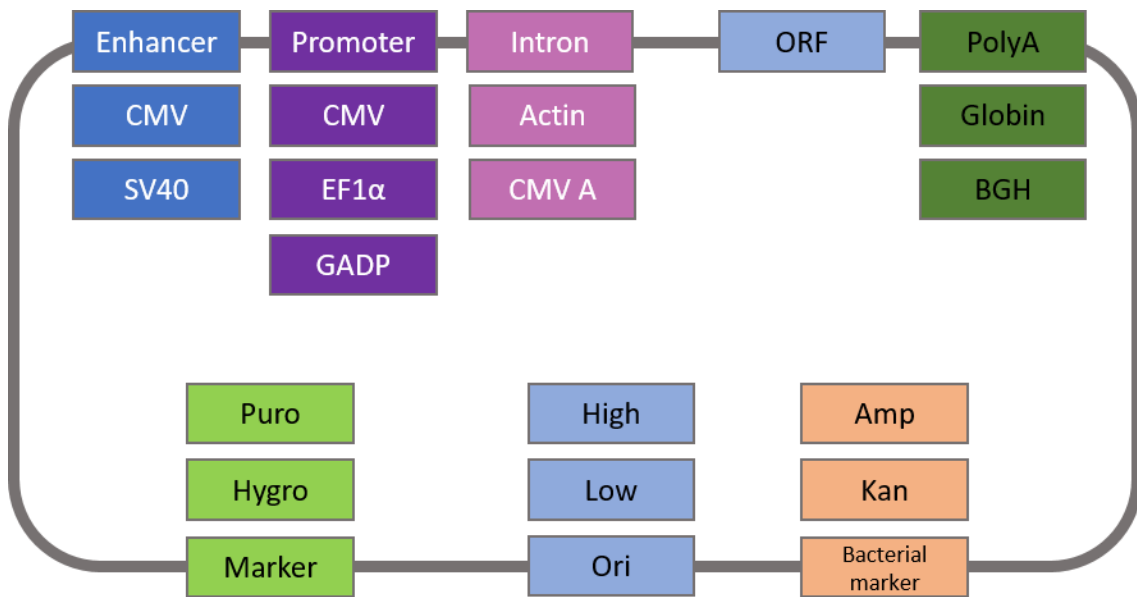 Enhancer
Promoter
Intron
ORF
PolyA
CMV
CMV
Actin
Globin
SV40
EF1α
CMV A
BGH
GADP
Puro
High
Amp
Hygro
Low
Kan
Marker
Ori
Bacterial
marker